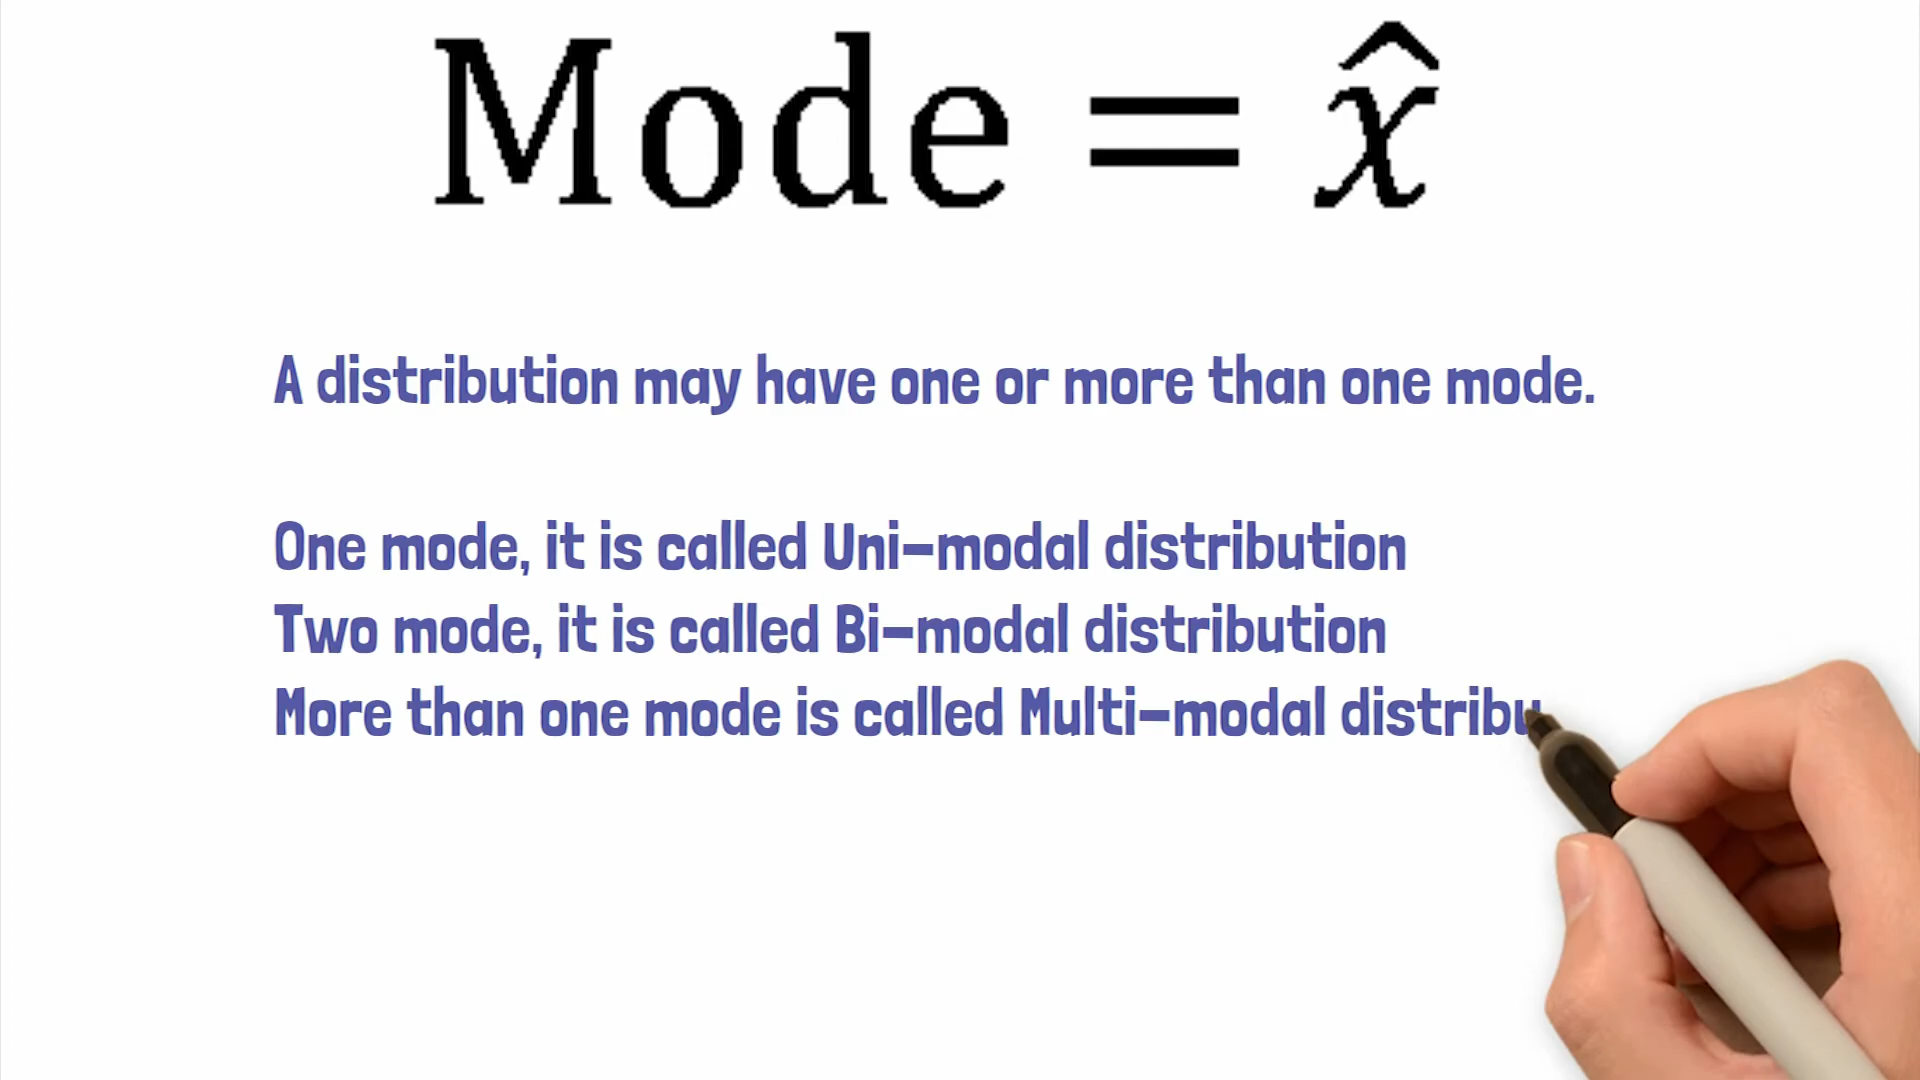 Mode = x̂
A distribution may have one or more than one mode.
One mode, it is called Uni-modal distribution
Two mode, it is called Bi-modal distribution
More than one mode is called Multi-modal distribu